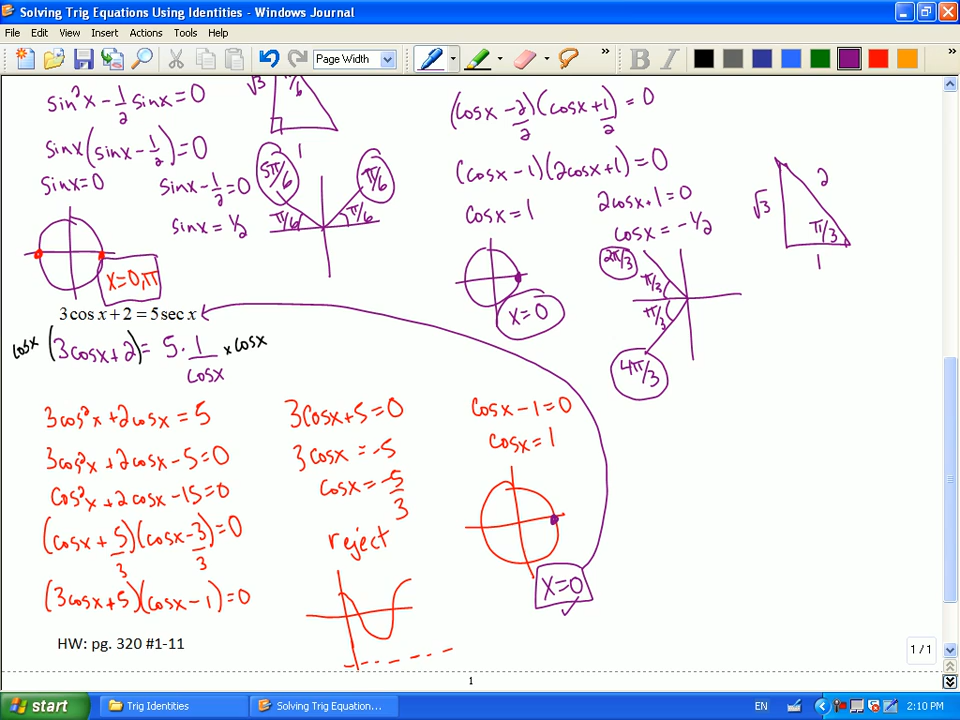 Solving Trig Equations Using Identities - Windows Journal
File Edit View Insert Actions Tools Help
Page Width
B I
sin²x - 1/2 sinx = 0
sinx(sinx - 1/2) = 0
sinx = 0
sinx - 1/2 = 0
sinx = 1/2
x = 0, π
√3
π/6
1
5π/6
π/6
π/6
π/6
(cosx - 2/2)(cosx + 1/2) = 0
(cosx - 1)(2cosx + 1) = 0
cosx = 1
x = 0
2cosx + 1 = 0
cosx = -1/2
2π/3
π/3
π/3
4π/3
√3
2
π/3
1
3 cos x + 2 = 5 sec x
cosx (3cosx + 2) = 5 · 1/cosx × cosx
3cos²x + 2cosx = 5
3cos²x + 2cosx - 5 = 0
cos²x + 2cosx - 15 = 0
(cosx + 5/3)(cosx - 3/3) = 0
(3cosx + 5)(cosx - 1) = 0
3cosx + 5 = 0
3cosx = -5
cosx = -5/3
reject
cosx - 1 = 0
cosx = 1
x = 0 ✓
HW: pg. 320 #1-11
1 / 1
1
start
Trig Identities
Solving Trig Equation...
EN
2:10 PM